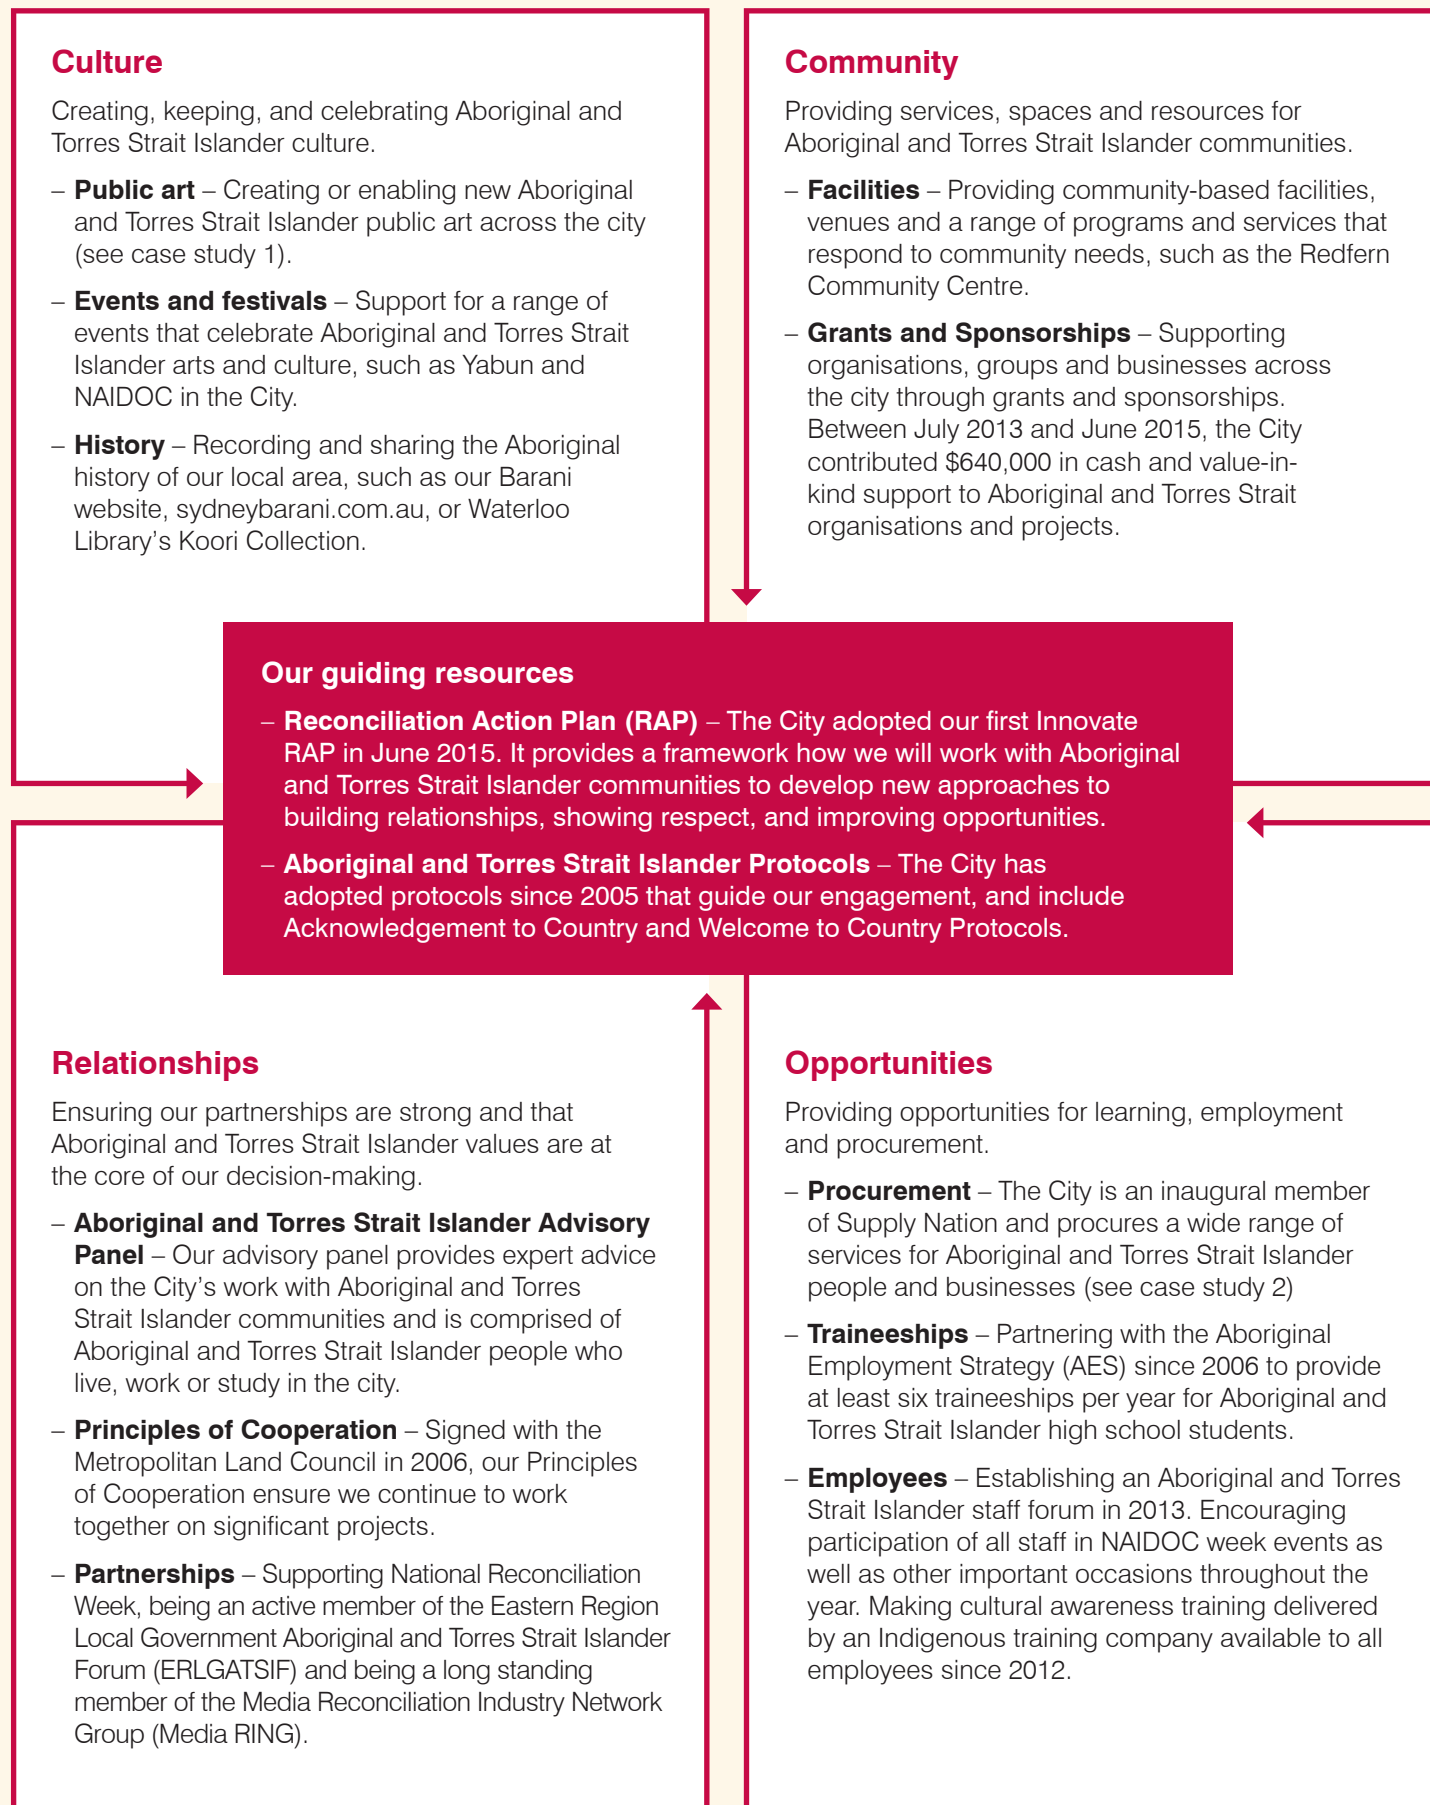 Culture
Creating, keeping, and celebrating Aboriginal and
Torres Strait Islander culture.
– Public art – Creating or enabling new Aboriginal
and Torres Strait Islander public art across the city
(see case study 1).
– Events and festivals – Support for a range of
events that celebrate Aboriginal and Torres Strait
Islander arts and culture, such as Yabun and
NAIDOC in the City.
– History – Recording and sharing the Aboriginal
history of our local area, such as our Barani
website, sydneybarani.com.au, or Waterloo
Library's Koori Collection.
Community
Providing services, spaces and resources for
Aboriginal and Torres Strait Islander communities.
– Facilities – Providing community-based facilities,
venues and a range of programs and services that
respond to community needs, such as the Redfern
Community Centre.
– Grants and Sponsorships – Supporting
organisations, groups and businesses across
the city through grants and sponsorships.
Between July 2013 and June 2015, the City
contributed $640,000 in cash and value-in-
kind support to Aboriginal and Torres Strait
organisations and projects.
Our guiding resources
– Reconciliation Action Plan (RAP) – The City adopted our first Innovate
RAP in June 2015. It provides a framework how we will work with Aboriginal
and Torres Strait Islander communities to develop new approaches to
building relationships, showing respect, and improving opportunities.
– Aboriginal and Torres Strait Islander Protocols – The City has
adopted protocols since 2005 that guide our engagement, and include
Acknowledgement to Country and Welcome to Country Protocols.
Relationships
Ensuring our partnerships are strong and that
Aboriginal and Torres Strait Islander values are at
the core of our decision-making.
– Aboriginal and Torres Strait Islander Advisory
Panel – Our advisory panel provides expert advice
on the City's work with Aboriginal and Torres
Strait Islander communities and is comprised of
Aboriginal and Torres Strait Islander people who
live, work or study in the city.
– Principles of Cooperation – Signed with the
Metropolitan Land Council in 2006, our Principles
of Cooperation ensure we continue to work
together on significant projects.
– Partnerships – Supporting National Reconciliation
Week, being an active member of the Eastern Region
Local Government Aboriginal and Torres Strait Islander
Forum (ERLGATSIF) and being a long standing
member of the Media Reconciliation Industry Network
Group (Media RING).
Opportunities
Providing opportunities for learning, employment
and procurement.
– Procurement – The City is an inaugural member
of Supply Nation and procures a wide range of
services for Aboriginal and Torres Strait Islander
people and businesses (see case study 2)
– Traineeships – Partnering with the Aboriginal
Employment Strategy (AES) since 2006 to provide
at least six traineeships per year for Aboriginal and
Torres Strait Islander high school students.
– Employees – Establishing an Aboriginal and Torres
Strait Islander staff forum in 2013. Encouraging
participation of all staff in NAIDOC week events as
well as other important occasions throughout the
year. Making cultural awareness training delivered
by an Indigenous training company available to all
employees since 2012.